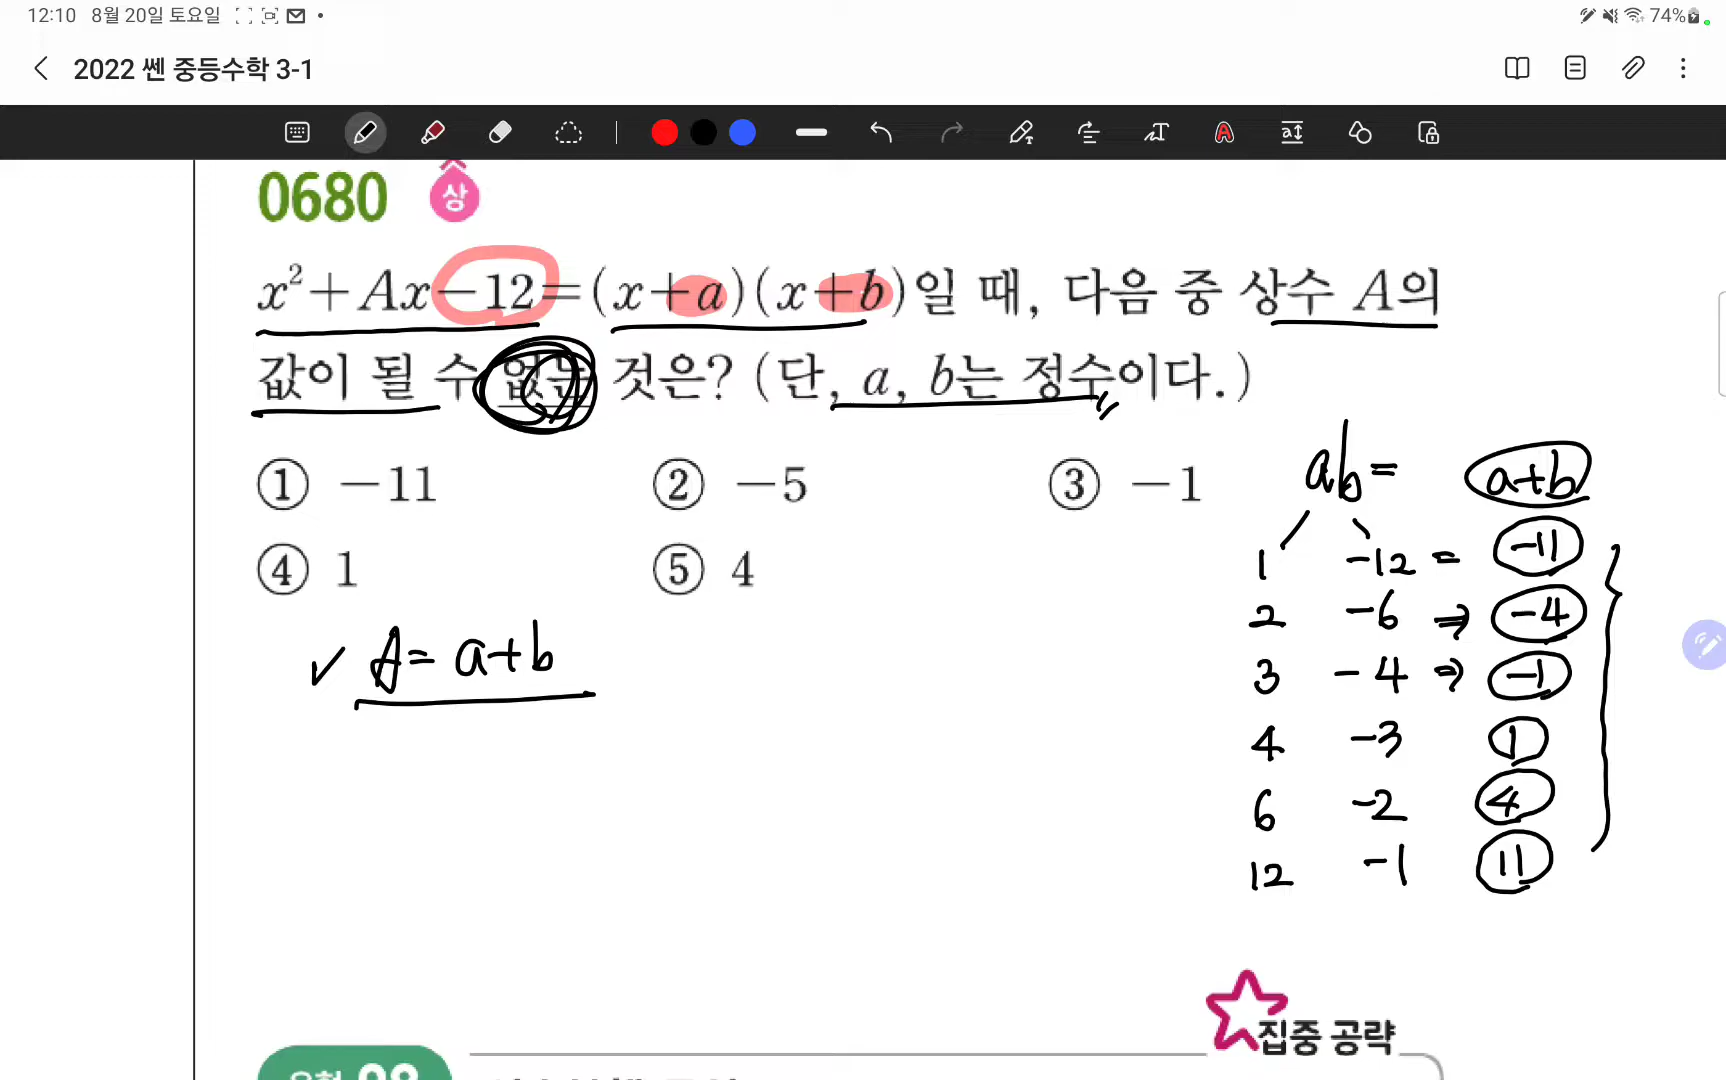 12:10 8월 20일 토요일
74%
2022 쎈 중등수학 3-1
0680 상
x²+Ax-12=(x+a)(x+b)일 때, 다음 중 상수 A의
값이 될 수 없는 것은? (단, a, b는 정수이다.)
① -11 ② -5 ③ -1
④ 1 ⑤ 4
✓ A= a+b
ab= a+b
1 -12 = -11
2 -6 ⇒ -4
3 -4 ⇒ -1
4 -3 1
6 -2 4
12 -1 11
집중 공략